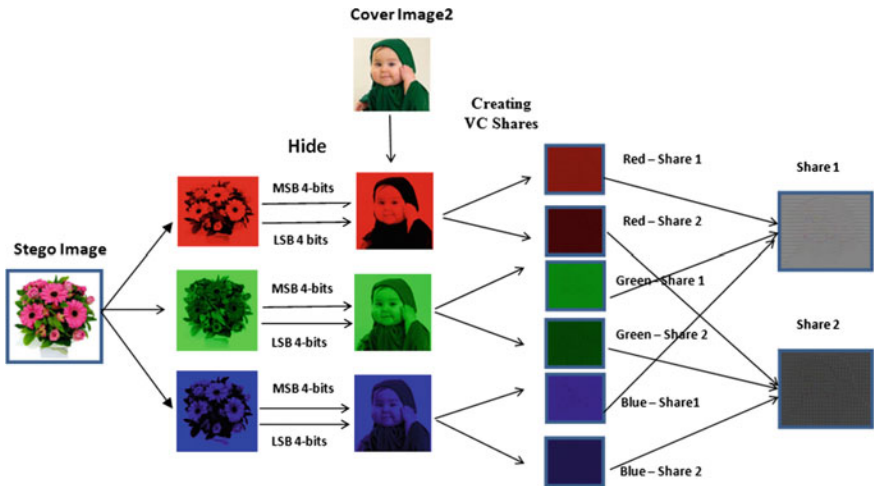 Cover Image2
Creating
VC Shares
Hide
Stego Image
MSB 4-bits
LSB 4 bits
MSB 4-bits
LSB 4-bits
MSB 4-bits
LSB 4-bits
Red – Share 1
Red – Share 2
Green - Share 1
Green – Share 2
Blue – Share1
Blue – Share 2
Share 1
Share 2